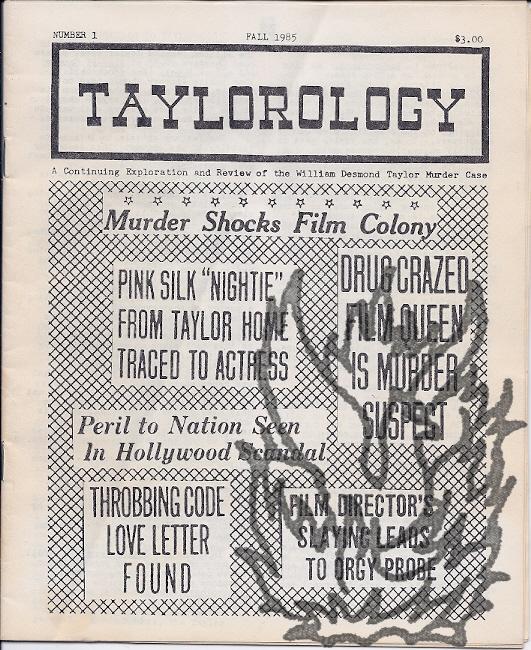 NUMBER 1 FALL 1985 $3.00
TAYLOROLOGY
A Continuing Exploration and Review of the William Desmond Taylor Murder Case
Murder Shocks Film Colony
PINK SILK "NIGHTIE"
FROM TAYLOR HOME
TRACED TO ACTRESS
DRUG CRAZED
FILM QUEEN
IS MURDER
SUSPECT
Peril to Nation Seen
In Hollywood Scandal
THROBBING CODE
LOVE LETTER
FOUND
FILM DIRECTOR'S
SLAYING LEADS
TO ORGY PROBE